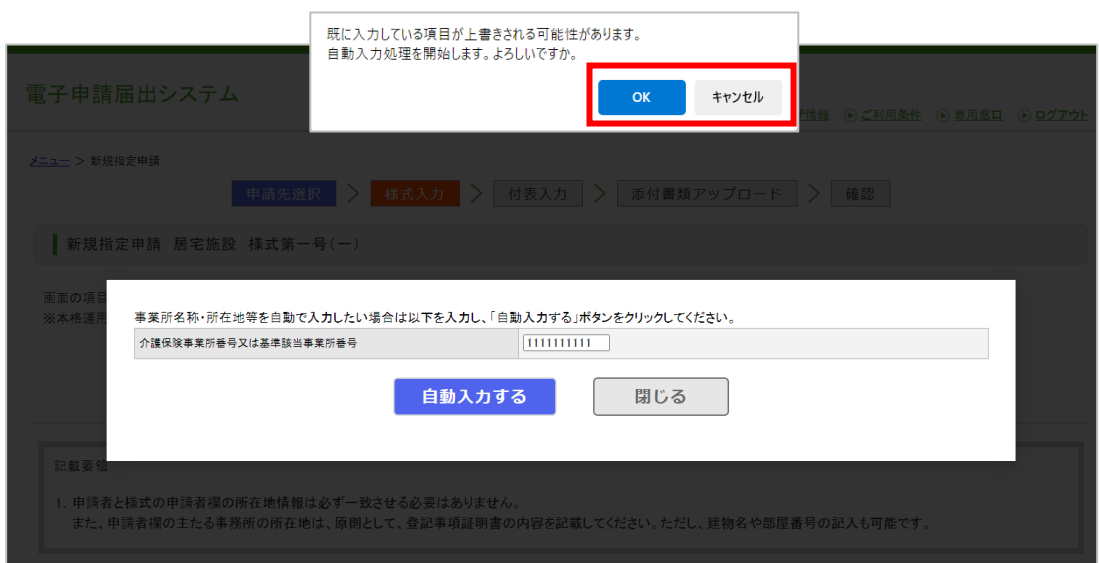 既に入力している項目が上書きされる可能性があります。
自動入力処理を開始します。よろしいですか。
OK キャンセル
電子申請届出システム
情報 ご利用条件 専用窓口 ログアウト
メニュー > 新規指定申請
申請先選択 > 様式入力 > 付表入力 > 添付書類アップロード > 確認
新規指定申請 居宅施設 様式第一号(一)
画面の項目
※本格運用
事業所名称・所在地等を自動で入力したい場合は以下を入力し、「自動入力する」ボタンをクリックしてください。
介護保険事業所番号又は基準該当事業所番号 1111111111
自動入力する 閉じる
記載要領
1. 申請者と様式の申請者欄の所在地情報は必ず一致させる必要はありません。
また、申請者欄の主たる事務所の所在地は、原則として、登記事項証明書の内容を記載してください。ただし、建物名や部屋番号の記入も可能です。